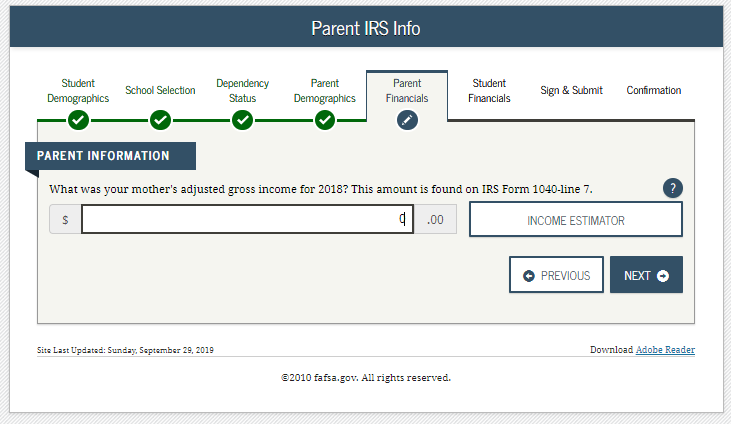 Parent IRS Info
Student
Demographics
School Selection
Dependency
Status
Parent
Demographics
Parent
Financials
Student
Financials
Sign & Submit
Confirmation
PARENT INFORMATION
What was your mother's adjusted gross income for 2018? This amount is found on IRS Form 1040-line 7.
?
$
0
.00
INCOME ESTIMATOR
PREVIOUS
NEXT
Site Last Updated: Sunday, September 29, 2019
Download Adobe Reader
©2010 fafsa.gov. All rights reserved.